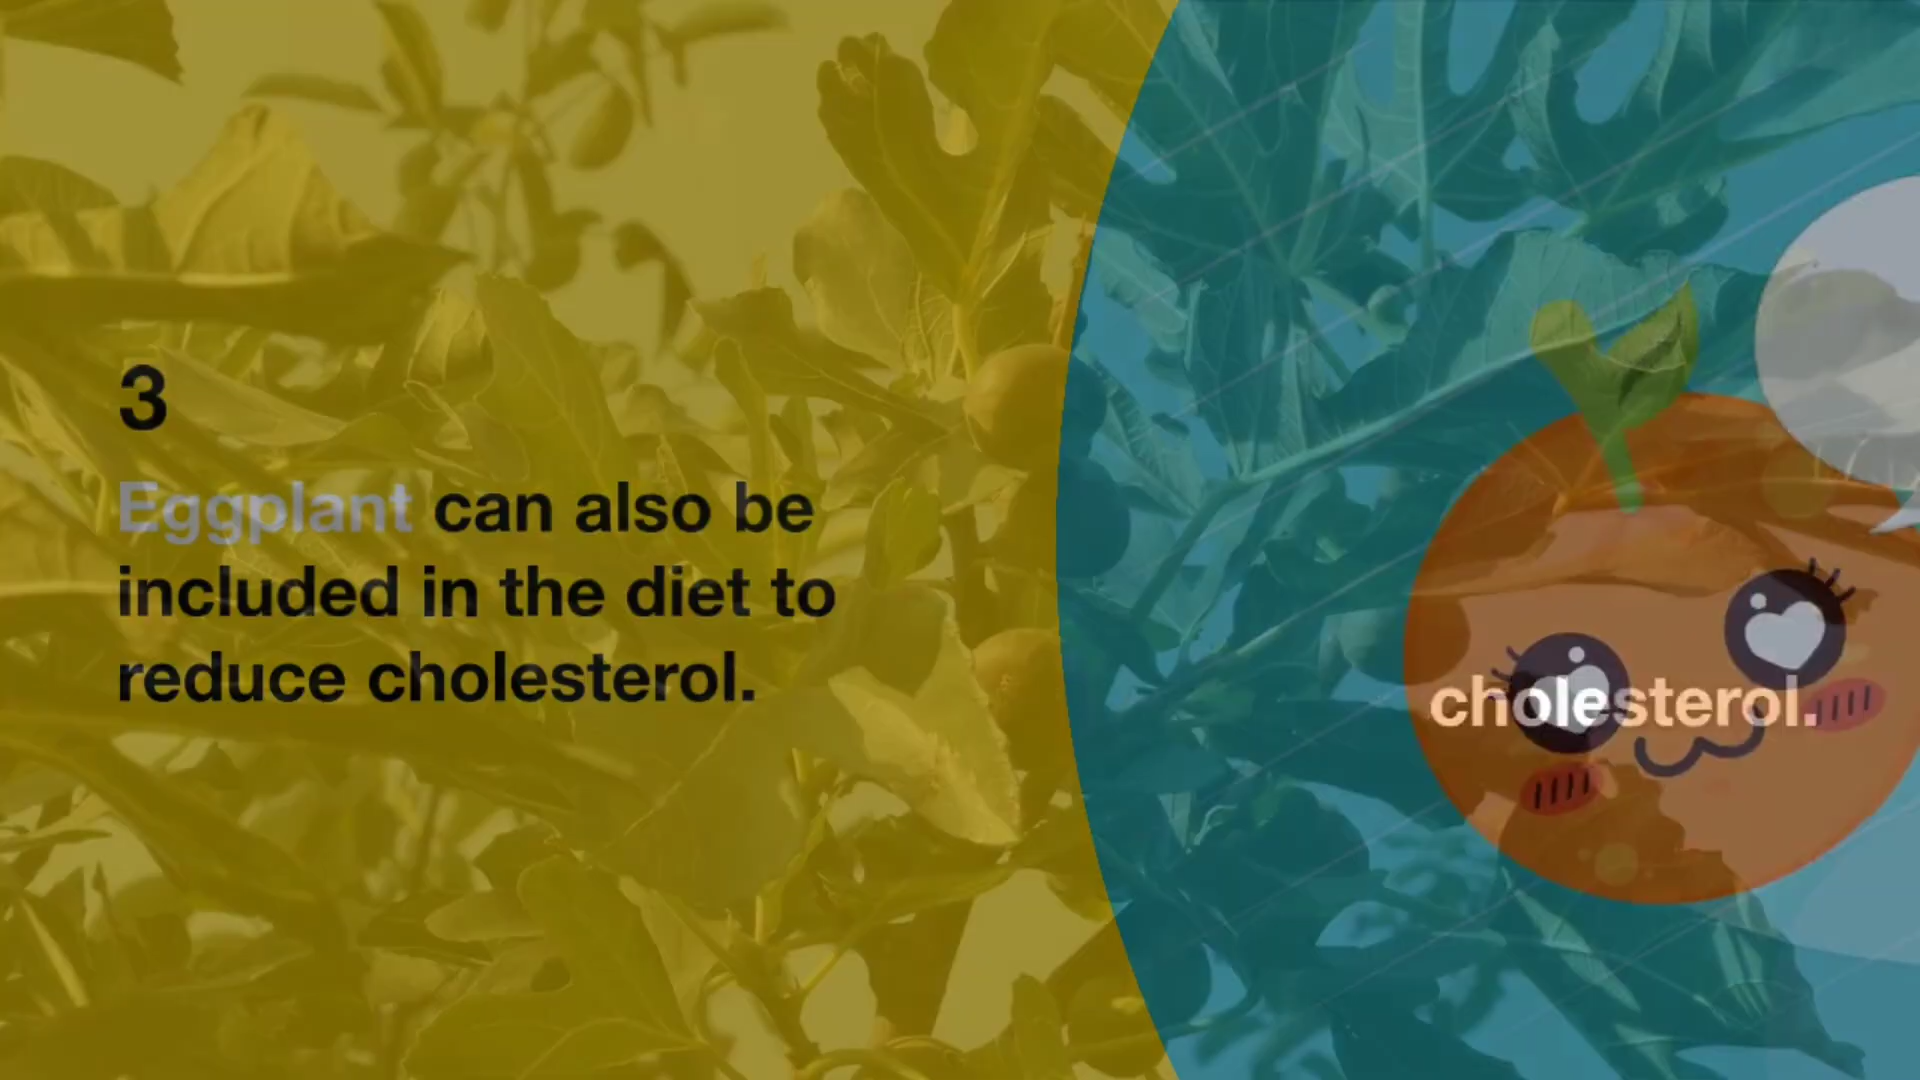 3
Eggplant can also be
included in the diet to
reduce cholesterol.
cholesterol.